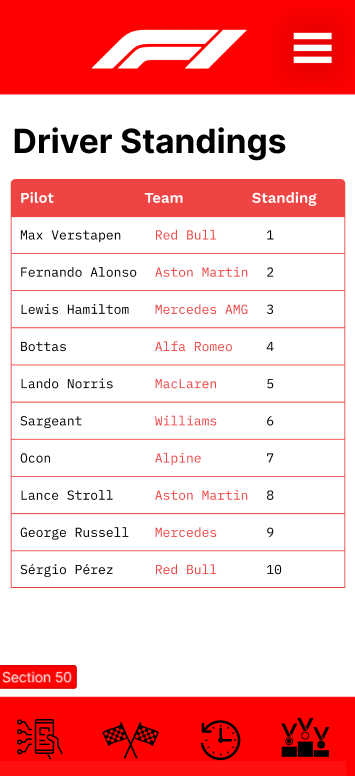 Driver Standings
Pilot Team Standing
Max Verstapen Red Bull 1
Fernando Alonso Aston Martin 2
Lewis Hamiltom Mercedes AMG 3
Bottas Alfa Romeo 4
Lando Norris MacLaren 5
Sargeant Williams 6
Ocon Alpine 7
Lance Stroll Aston Martin 8
George Russell Mercedes 9
Sérgio Pérez Red Bull 10
Section 50